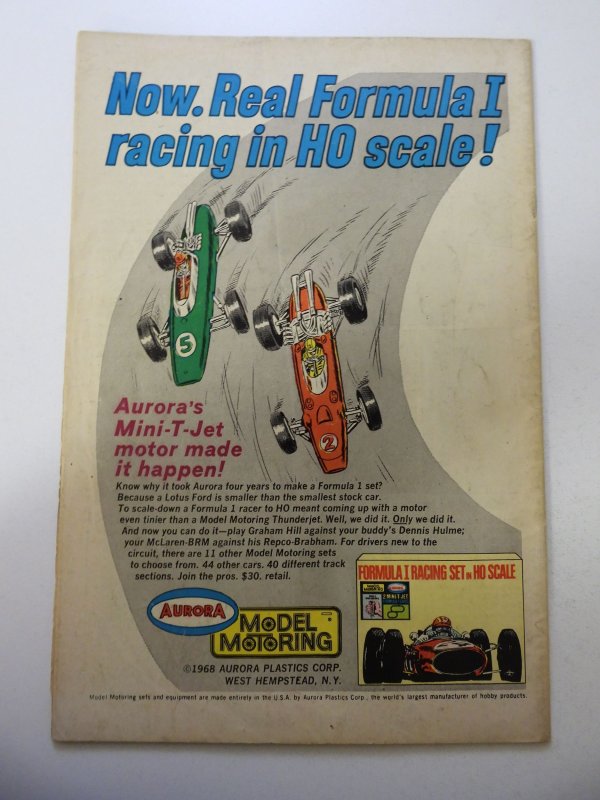 Now. Real Formula I
racing in HO scale!
5
2
Aurora's
Mini-T-Jet
motor made
it happen!
Know why it took Aurora four years to make a Formula 1 set?
Because a Lotus Ford is smaller than the smallest stock car.
To scale-down a Formula 1 racer to HO meant coming up with a motor
even tinier than a Model Motoring Thunderjet. Well, we did it. Only we did it.
And now you can do it—play Graham Hill against your buddy's Dennis Hulme;
your McLaren-BRM against his Repco-Brabham. For drivers new to the
circuit, there are 11 other Model Motoring sets
to choose from. 44 other cars. 40 different track
sections. Join the pros. $30. retail.
FORMULA I RACING SET IN HO SCALE
AURORA
MODEL
MOTORING
©1968 AURORA PLASTICS CORP.
WEST HEMPSTEAD, N.Y.
Model Motoring sets and equipment are made entirely in the U.S.A. by Aurora Plastics Corp., the world's largest manufacturer of hobby products.